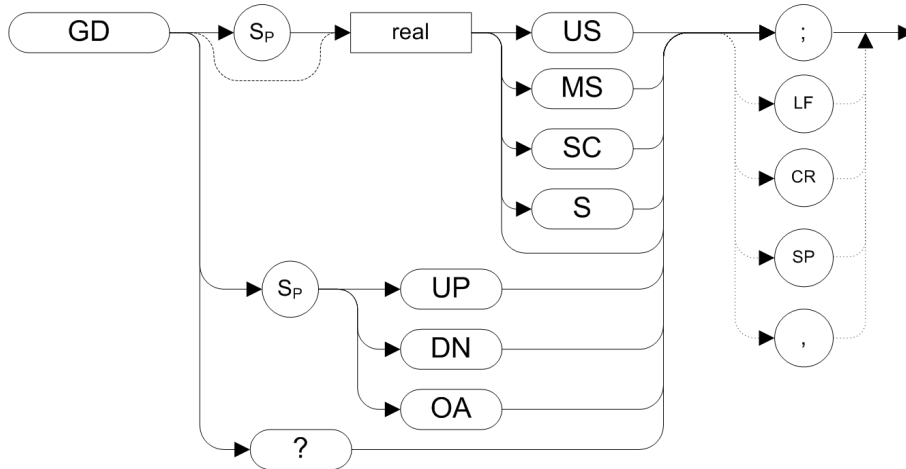 GD SP real US ;
MS LF
SC CR
S SP
SP UP ,
DN
OA
?